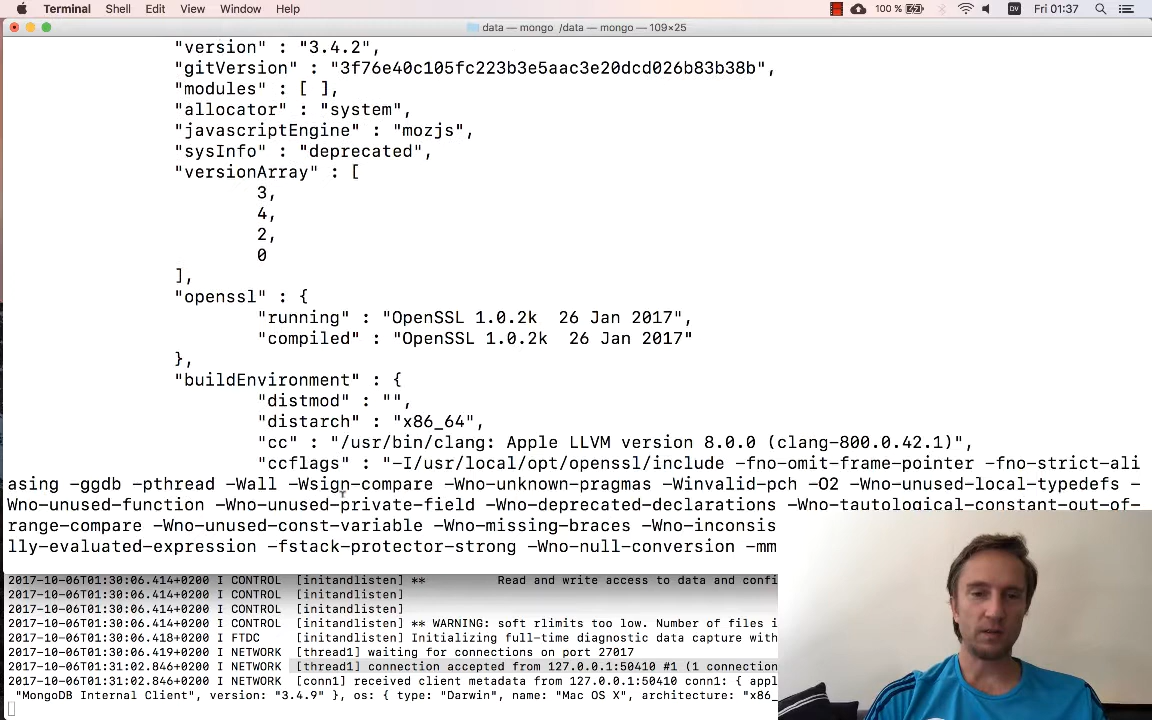 Terminal Shell Edit View Window Help 100 % DV Fri 01:37
data — mongo /data — mongo — 109×25
"version" : "3.4.2",
"gitVersion" : "3f76e40c105fc223b3e5aac3e20dcd026b83b38b",
"modules" : [ ],
"allocator" : "system",
"javascriptEngine" : "mozjs",
"sysInfo" : "deprecated",
"versionArray" : [
3,
4,
2,
0
],
"openssl" : {
"running" : "OpenSSL 1.0.2k  26 Jan 2017",
"compiled" : "OpenSSL 1.0.2k  26 Jan 2017"
},
"buildEnvironment" : {
"distmod" : "",
"distarch" : "x86_64",
"cc" : "/usr/bin/clang: Apple LLVM version 8.0.0 (clang-800.0.42.1)",
"ccflags" : "-I/usr/local/opt/openssl/include -fno-omit-frame-pointer -fno-strict-ali
asing -ggdb -pthread -Wall -Wsign-compare -Wno-unknown-pragmas -Winvalid-pch -O2 -Wno-unused-local-typedefs -
Wno-unused-function -Wno-unused-private-field -Wno-deprecated-declarations -Wno-tautological-constant-out-of-
range-compare -Wno-unused-const-variable -Wno-missing-braces -Wno-inconsis
lly-evaluated-expression -fstack-protector-strong -Wno-null-conversion -mm
2017-10-06T01:30:06.414+0200 I CONTROL  [initandlisten] **          Read and write access to data and confi
2017-10-06T01:30:06.414+0200 I CONTROL  [initandlisten]
2017-10-06T01:30:06.414+0200 I CONTROL  [initandlisten]
2017-10-06T01:30:06.414+0200 I CONTROL  [initandlisten] ** WARNING: soft rlimits too low. Number of files i
2017-10-06T01:30:06.418+0200 I FTDC     [initandlisten] Initializing full-time diagnostic data capture with
2017-10-06T01:30:06.419+0200 I NETWORK  [thread1] waiting for connections on port 27017
2017-10-06T01:31:02.846+0200 I NETWORK  [thread1] connection accepted from 127.0.0.1:50410 #1 (1 connection
2017-10-06T01:31:02.846+0200 I NETWORK  [conn1] received client metadata from 127.0.0.1:50410 conn1: { appl
"MongoDB Internal Client", version: "3.4.9" }, os: { type: "Darwin", name: "Mac OS X", architecture: "x86_